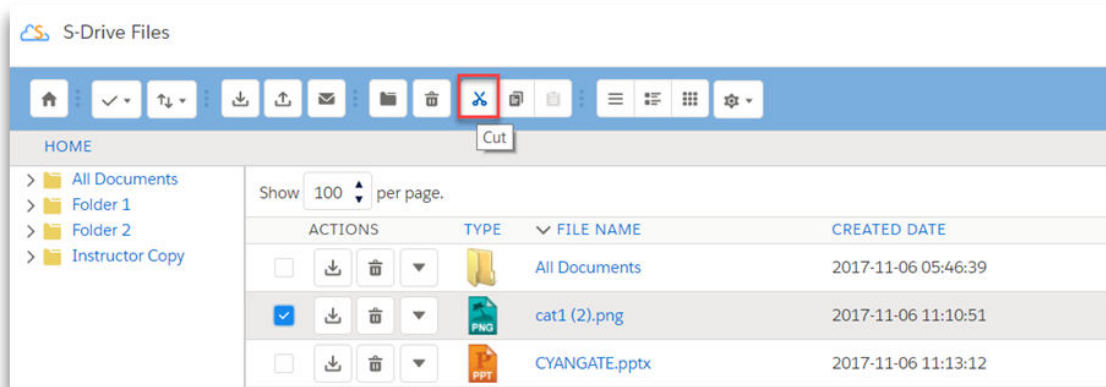 S-Drive Files
Cut
HOME
All Documents
Folder 1
Folder 2
Instructor Copy
Show 100 per page.
ACTIONS TYPE FILE NAME CREATED DATE
All Documents 2017-11-06 05:46:39
PNG cat1 (2).png 2017-11-06 11:10:51
P PPT CYANGATE.pptx 2017-11-06 11:13:12